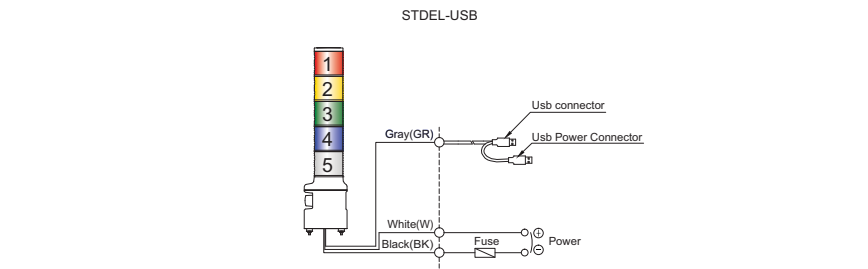 STDEL-USB
1
2
3
4
5
Usb connector
Gray(GR)
Usb Power Connector
White(W)
Black(BK)
Fuse
Power